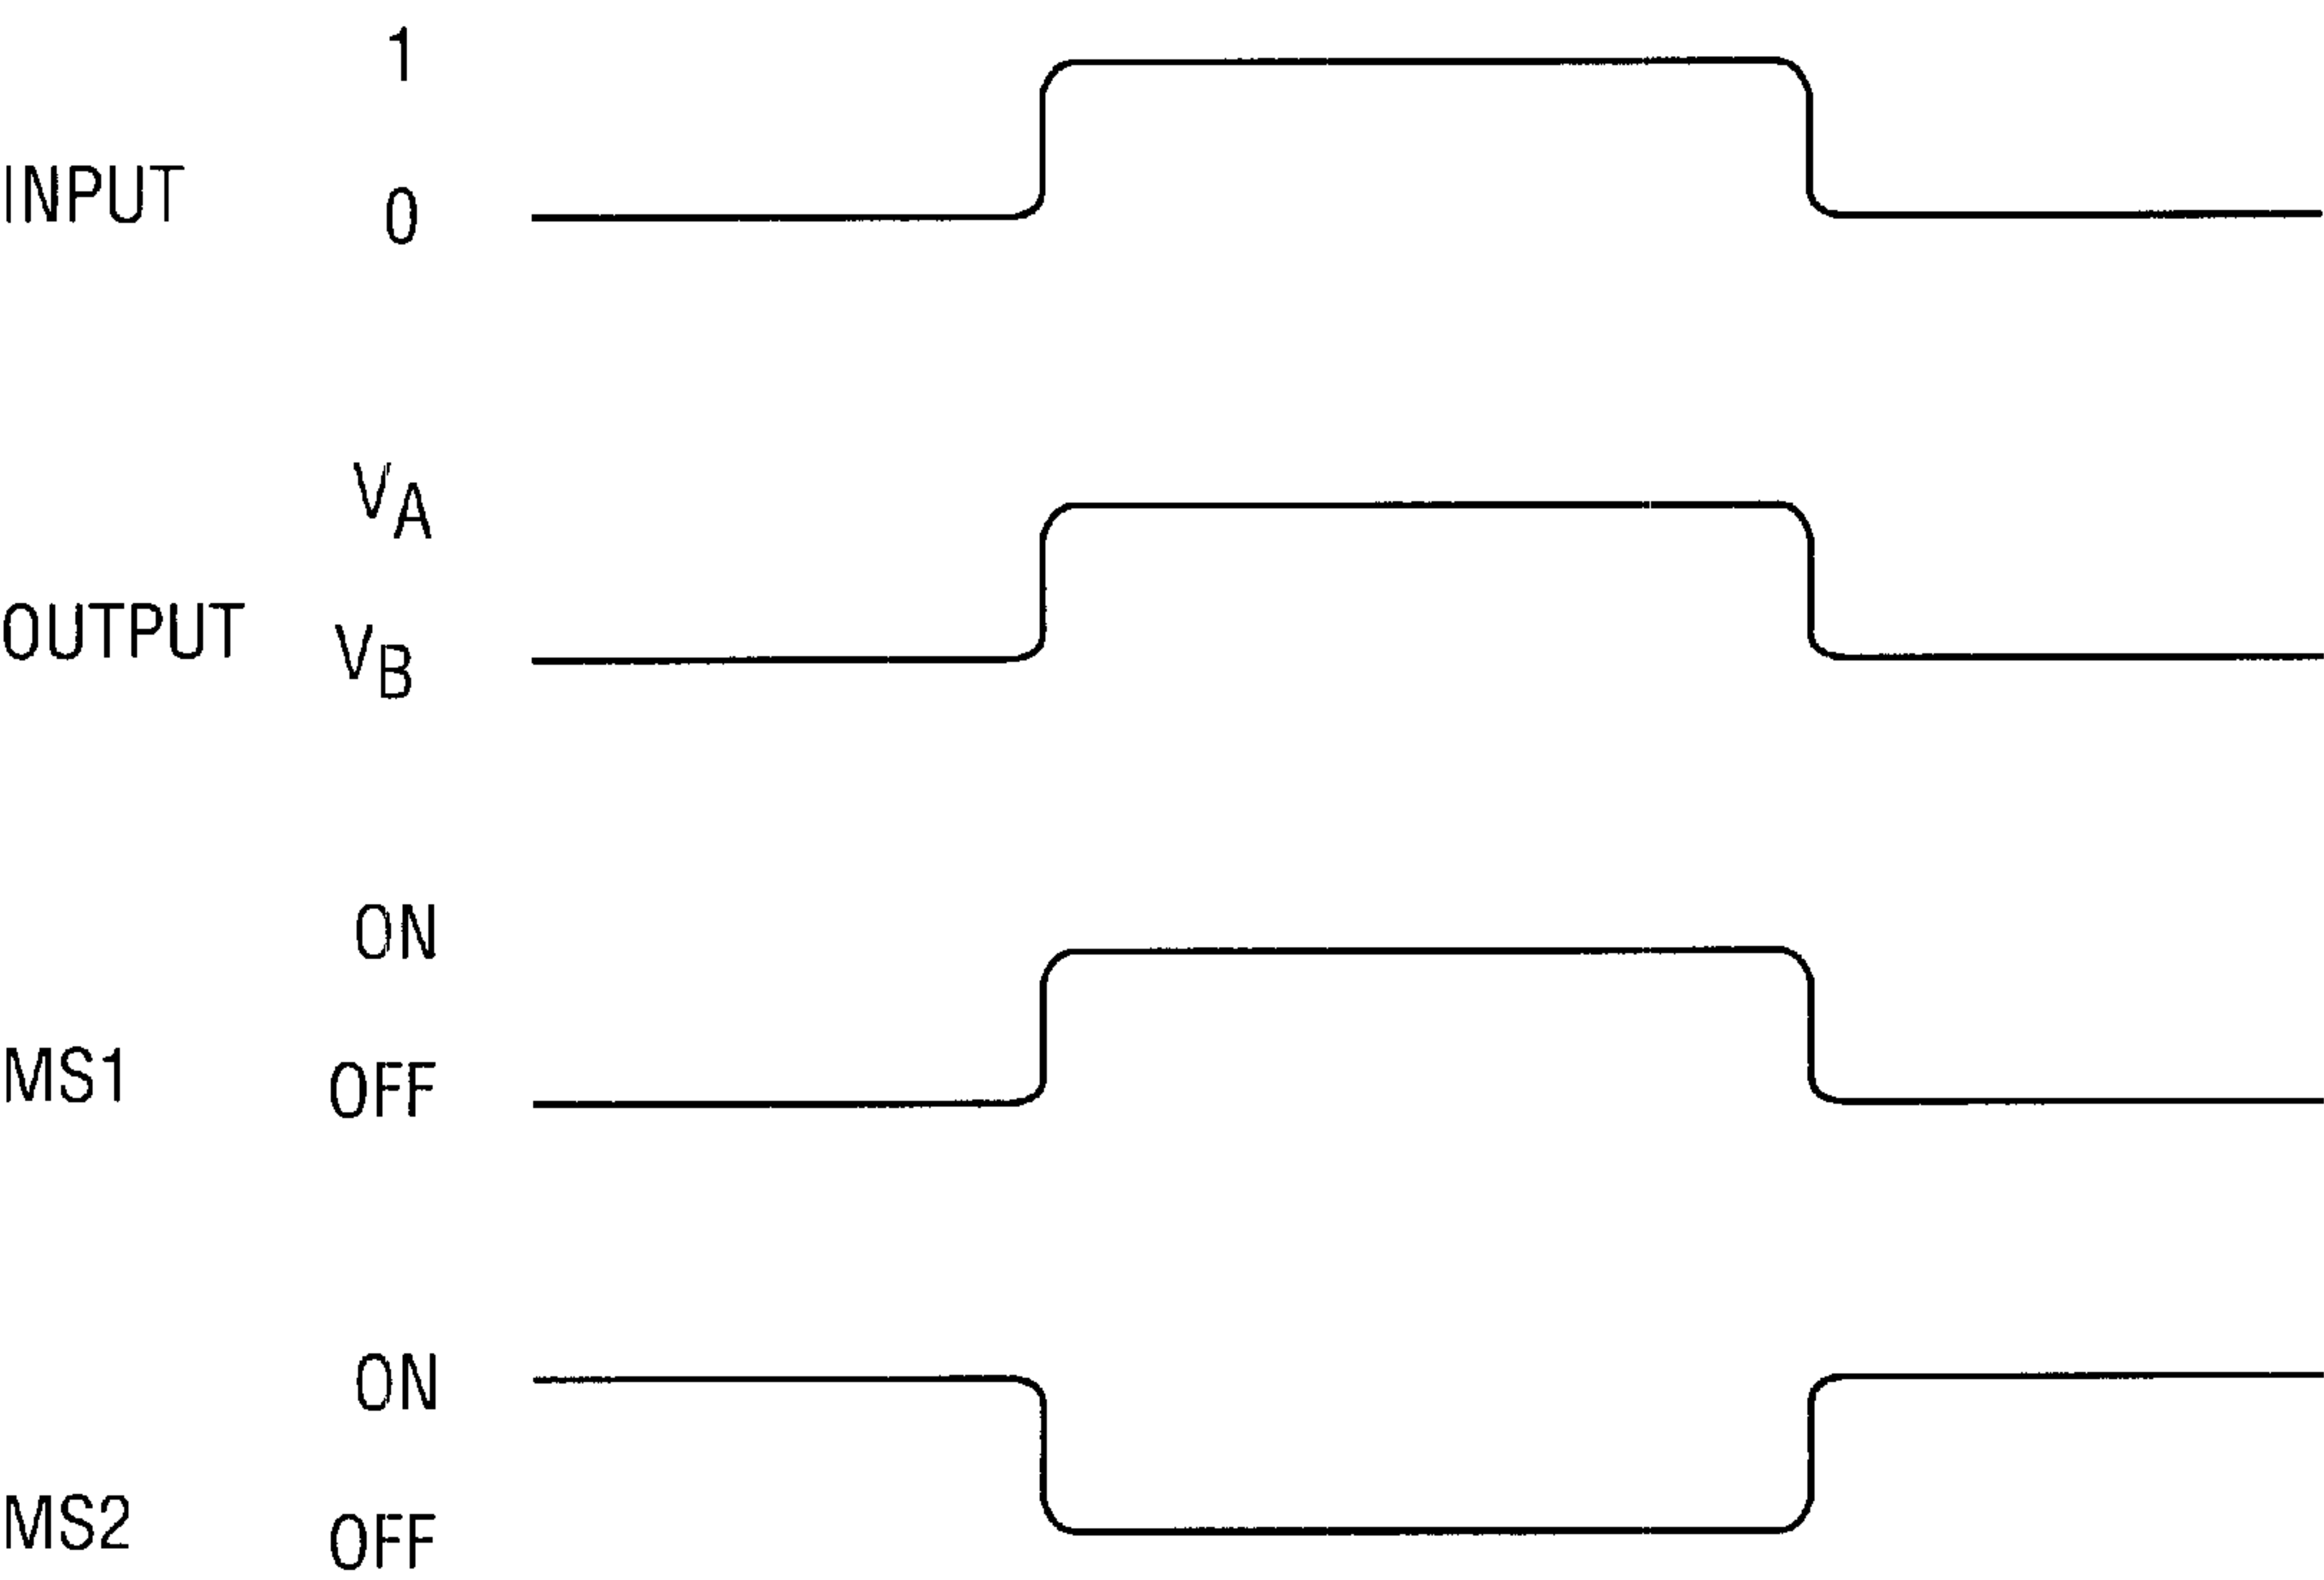 1
INPUT 0
VA
OUTPUT VB
ON
MS1 OFF
ON
MS2 OFF